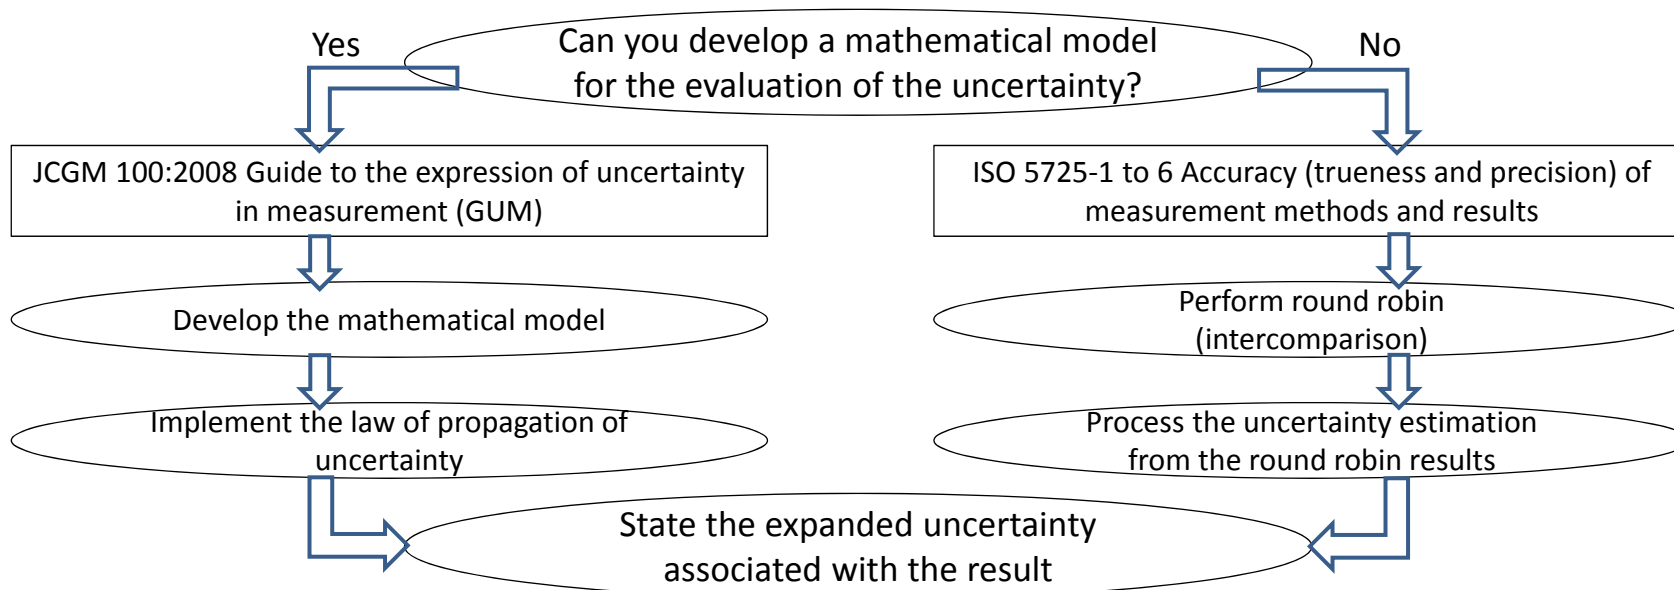 Yes
Can you develop a mathematical model
for the evaluation of the uncertainty?
No
JCGM 100:2008 Guide to the expression of uncertainty
in measurement (GUM)
ISO 5725-1 to 6 Accuracy (trueness and precision) of
measurement methods and results
Develop the mathematical model
Perform round robin
(intercomparison)
Implement the law of propagation of
uncertainty
Process the uncertainty estimation
from the round robin results
State the expanded uncertainty
associated with the result